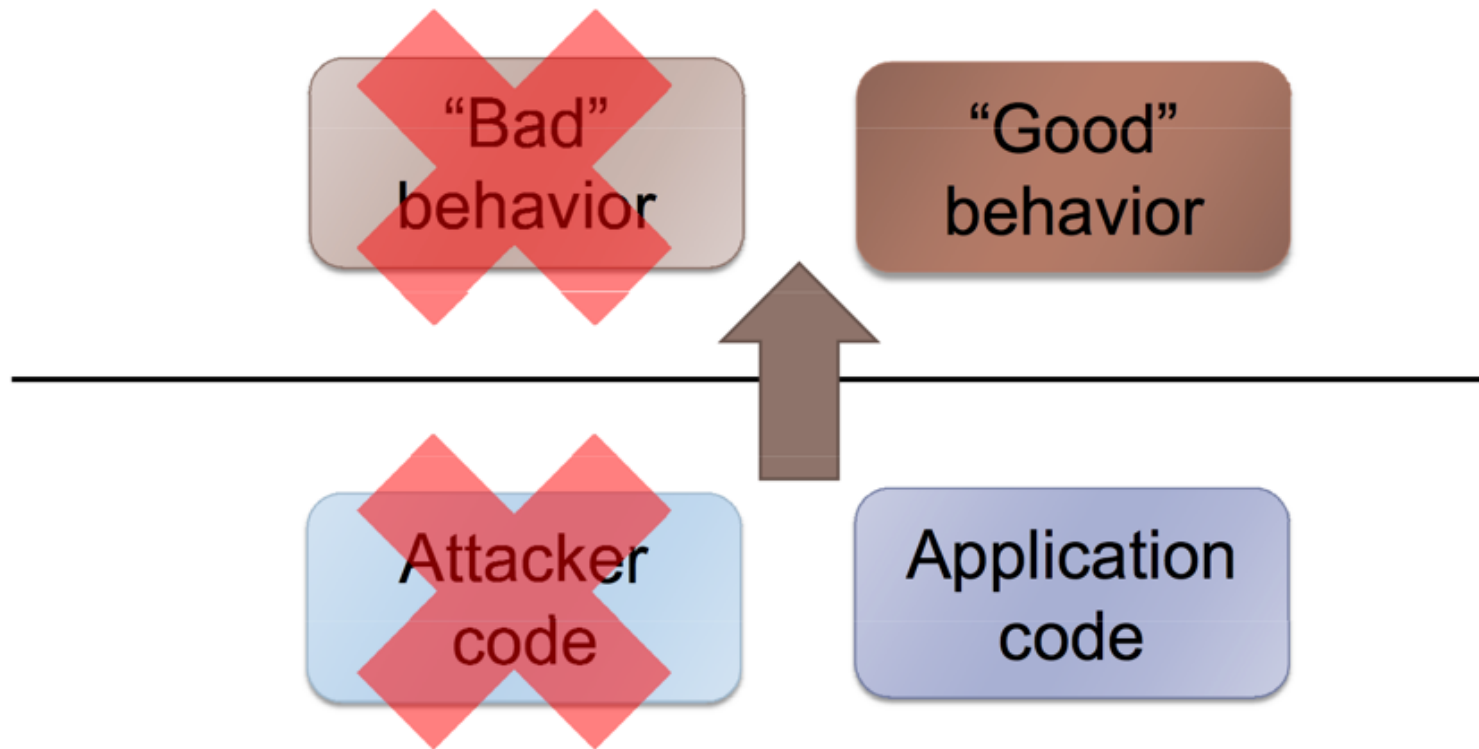 “Bad”
behavior
“Good”
behavior
Attacker
code
Application
code